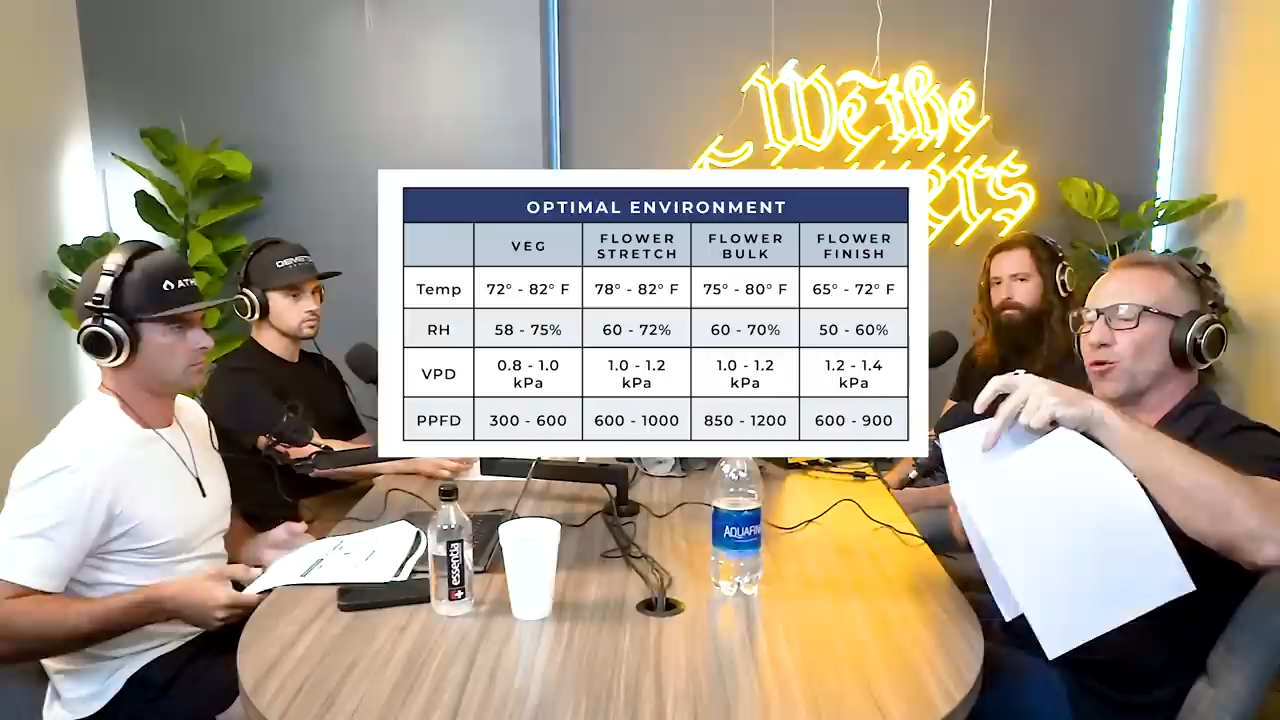 We the
OPTIMAL ENVIRONMENT
VEG
FLOWER STRETCH
FLOWER BULK
FLOWER FINISH
Temp 72° - 82° F 78° - 82° F 75° - 80° F 65° - 72° F
RH 58 - 75% 60 - 72% 60 - 70% 50 - 60%
VPD 0.8 - 1.0 kPa 1.0 - 1.2 kPa 1.0 - 1.2 kPa 1.2 - 1.4 kPa
PPFD 300 - 600 600 - 1000 850 - 1200 600 - 900
essentia